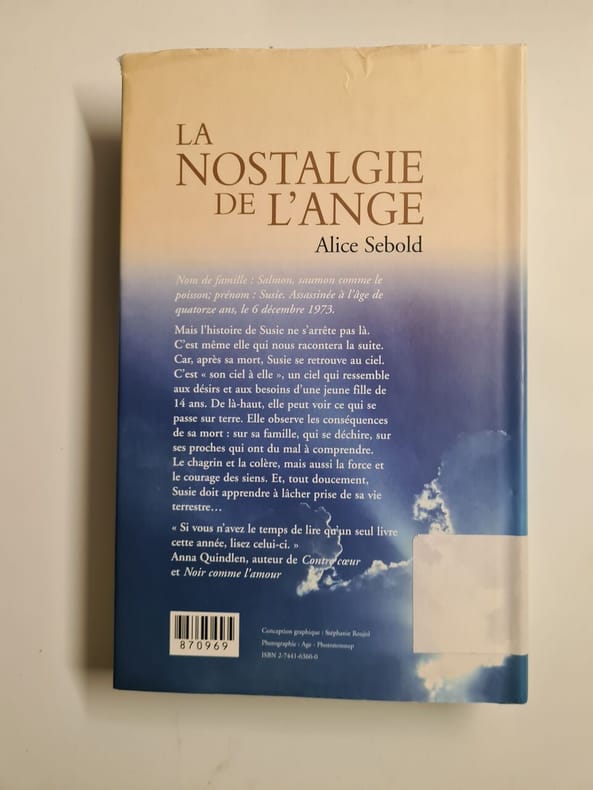 LA
NOSTALGIE
DE L'ANGE
Alice Sebold
Nom de famille : Salmon, saumon comme le
poisson; prénom : Susie. Assassinée à l'âge de
quatorze ans, le 6 décembre 1973.
Mais l'histoire de Susie ne s'arrête pas là.
C'est même elle qui nous racontera la suite.
Car, après sa mort, Susie se retrouve au ciel.
C'est « son ciel à elle », un ciel qui ressemble
aux désirs et aux besoins d'une jeune fille de
14 ans. De là-haut, elle peut voir ce qui se
passe sur terre. Elle observe les conséquences
de sa mort : sur sa famille, qui se déchire, sur
ses proches qui ont du mal à comprendre.
Le chagrin et la colère, mais aussi la force et
le courage des siens. Et, tout doucement,
Susie doit apprendre à lâcher prise de sa vie
terrestre…
« Si vous n'avez le temps de lire qu'un seul livre
cette année, lisez celui-ci. »
Anna Quindlen, auteur de Contre cœur
et Noir comme l'amour
870969
Conception graphique : Stéphanie Roujol
Photographie : Age - Photononstop
ISBN 2-7441-6360-0